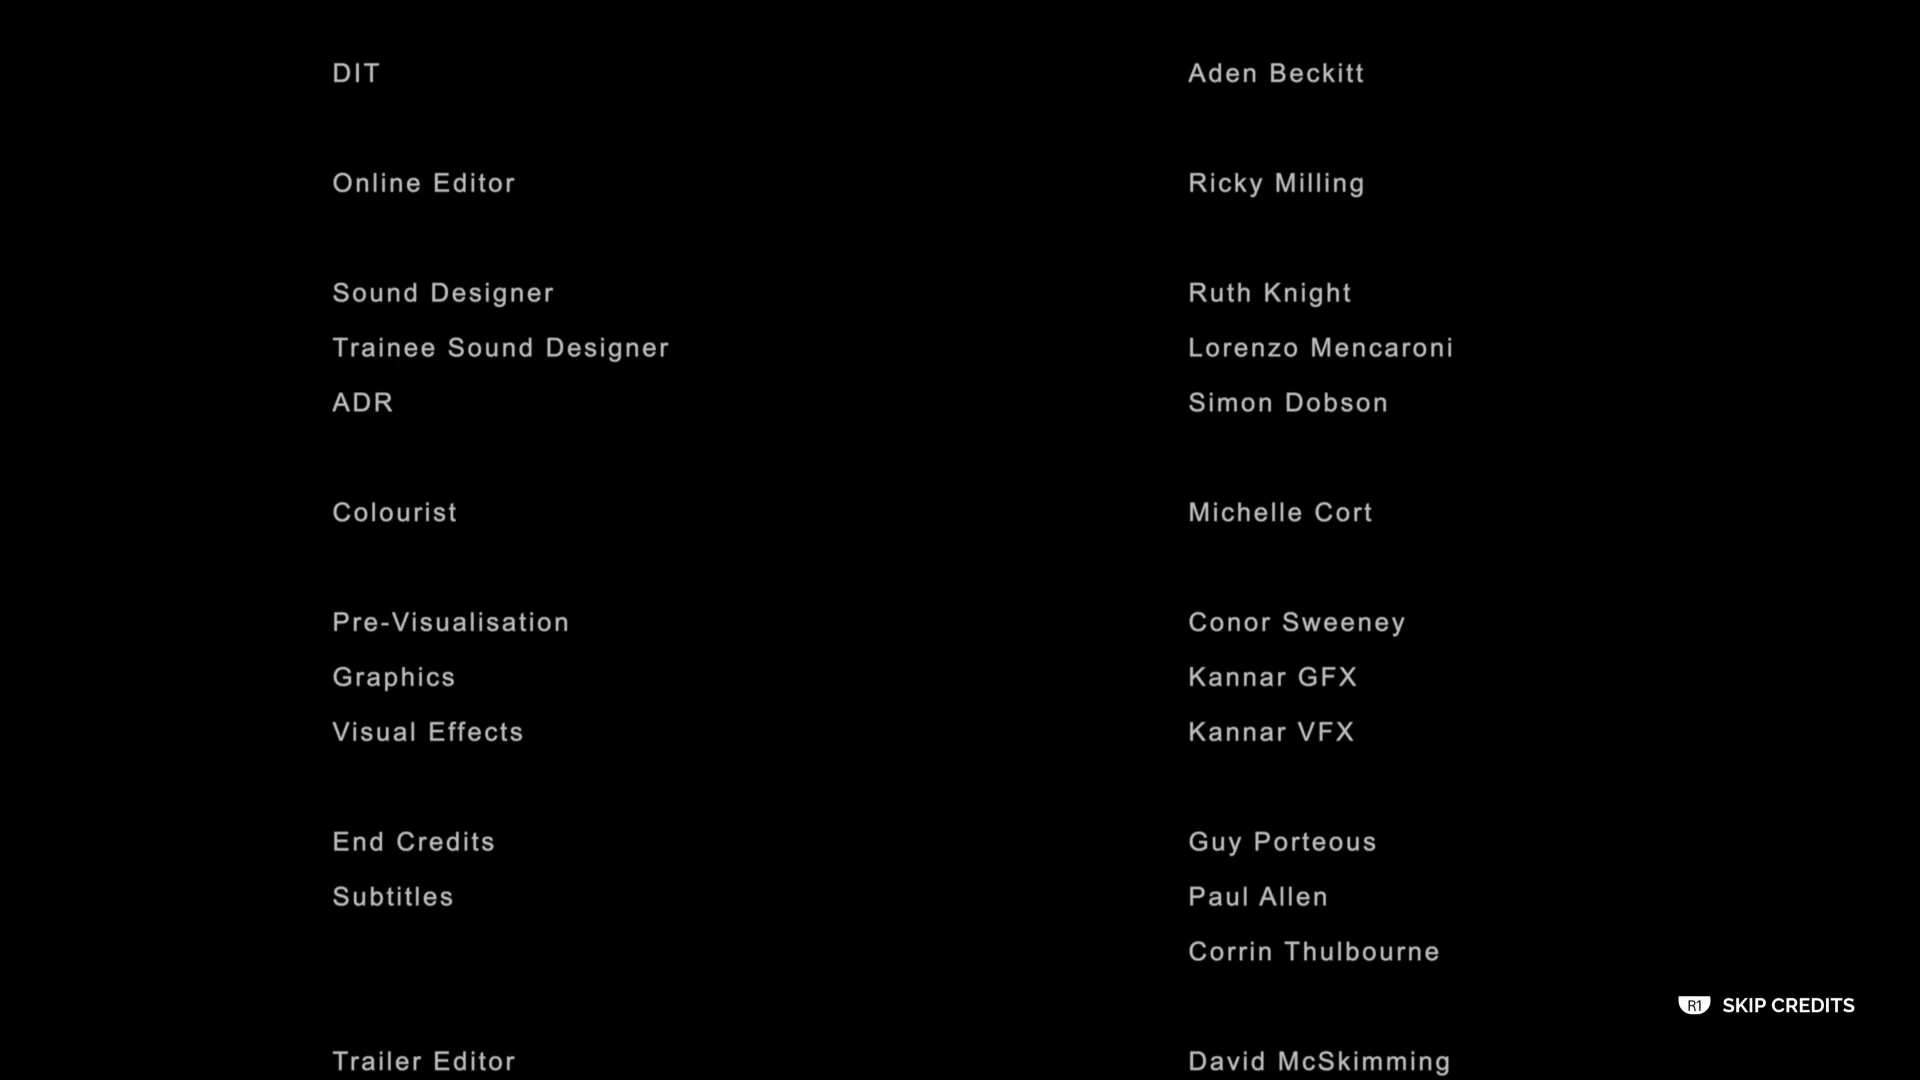 DIT Aden Beckitt
Online Editor Ricky Milling
Sound Designer Ruth Knight
Trainee Sound Designer Lorenzo Mencaroni
ADR Simon Dobson
Colourist Michelle Cort
Pre-Visualisation Conor Sweeney
Graphics Kannar GFX
Visual Effects Kannar VFX
End Credits Guy Porteous
Subtitles Paul Allen
Corrin Thulbourne
R1 SKIP CREDITS
Trailer Editor David McSkimming